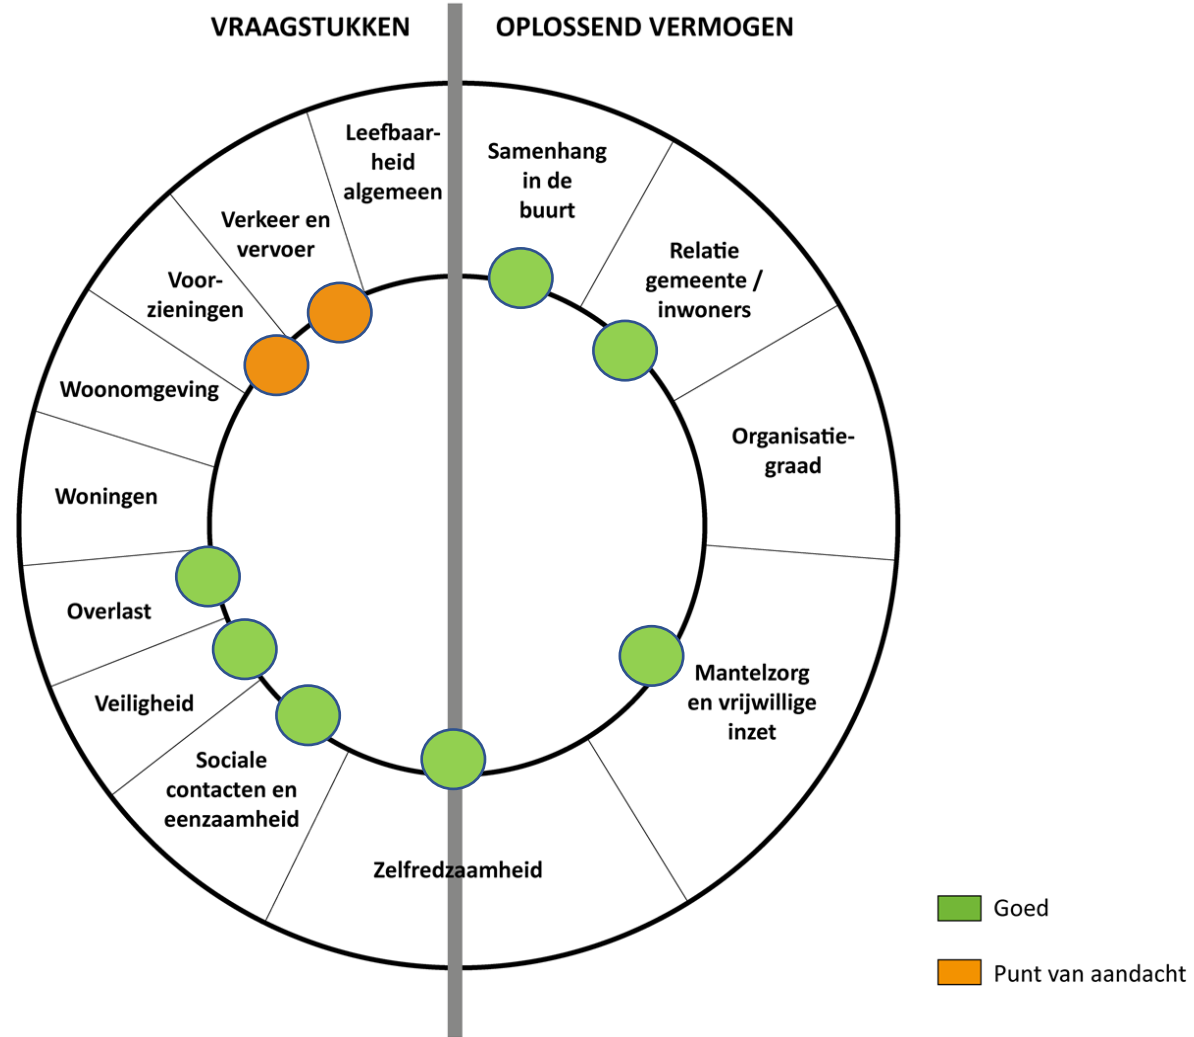 VRAAGSTUKKEN
OPLOSSEND VERMOGEN
Leefbaar-
heid
algemeen
Samenhang
in de
buurt
Verkeer en
vervoer
Relatie
gemeente /
inwoners
Voor-
zieningen
Woonomgeving
Organisatie-
graad
Woningen
Overlast
Veiligheid
Mantelzorg
en vrijwillige
inzet
Sociale
contacten en
eenzaamheid
Zelfredzaamheid
Goed
Punt van aandacht